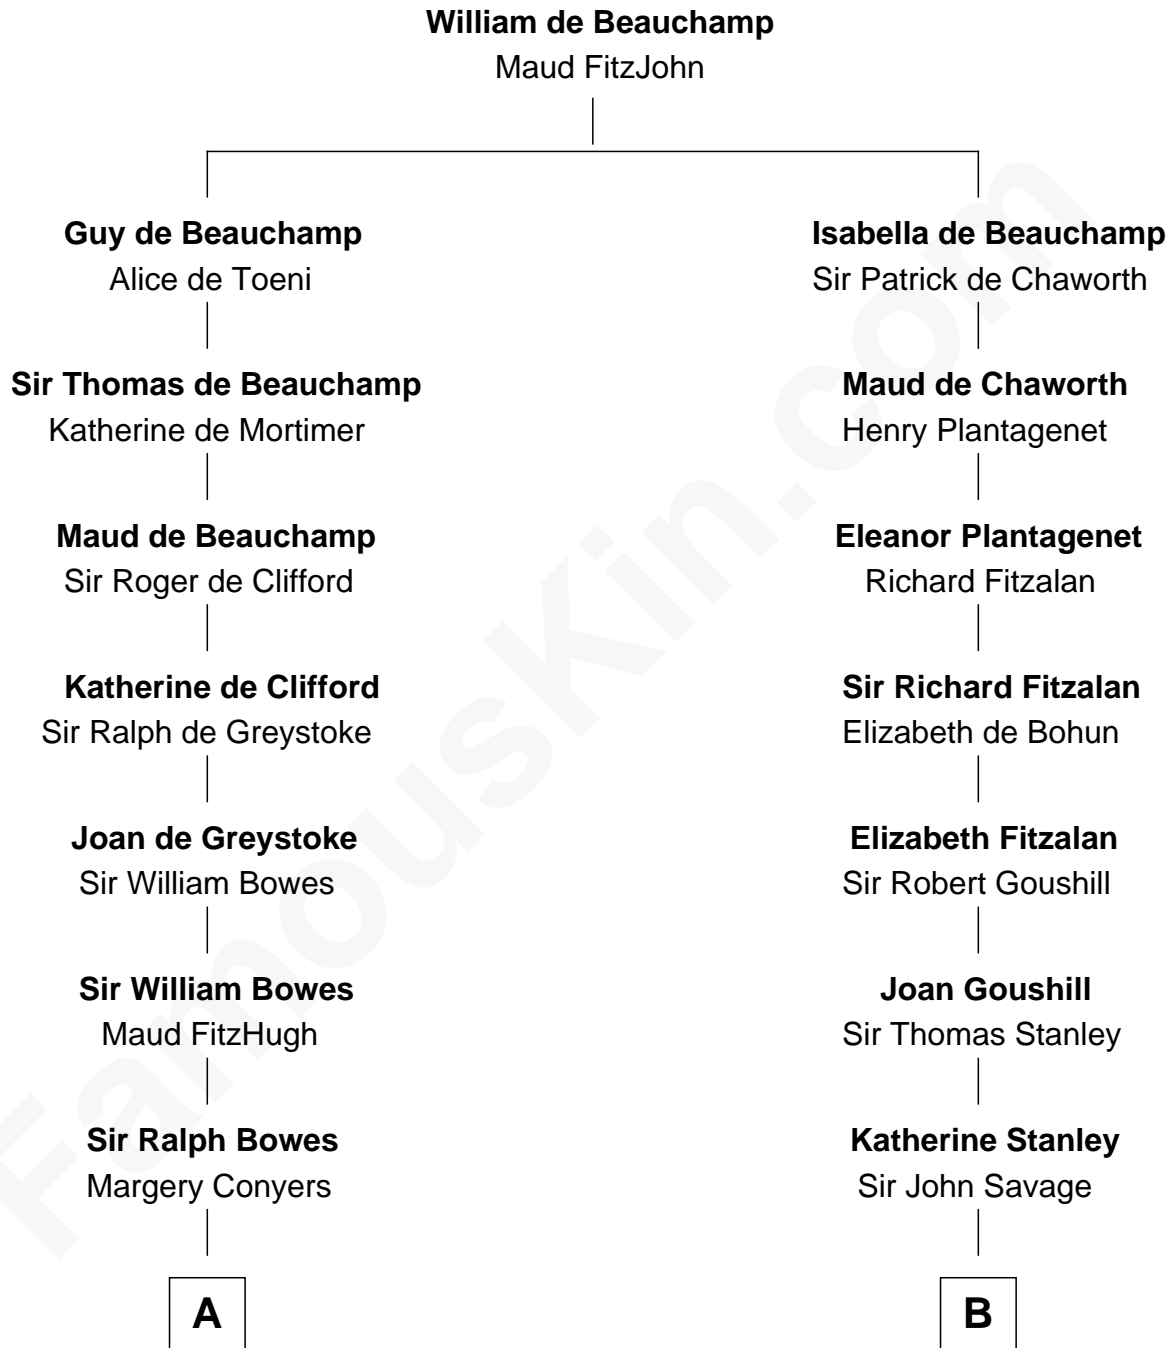 William de Beauchamp
Maud FitzJohn
Guy de Beauchamp
Alice de Toeni
Isabella de Beauchamp
Sir Patrick de Chaworth
Sir Thomas de Beauchamp
Katherine de Mortimer
Maud de Chaworth
Henry Plantagenet
Maud de Beauchamp
Sir Roger de Clifford
Eleanor Plantagenet
Richard Fitzalan
Katherine de Clifford
Sir Ralph de Greystoke
Sir Richard Fitzalan
Elizabeth de Bohun
Joan de Greystoke
Sir William Bowes
Elizabeth Fitzalan
Sir Robert Goushill
Sir William Bowes
Maud FitzHugh
Joan Goushill
Sir Thomas Stanley
Sir Ralph Bowes
Margery Conyers
Katherine Stanley
Sir John Savage
A
B
FamousKin.com